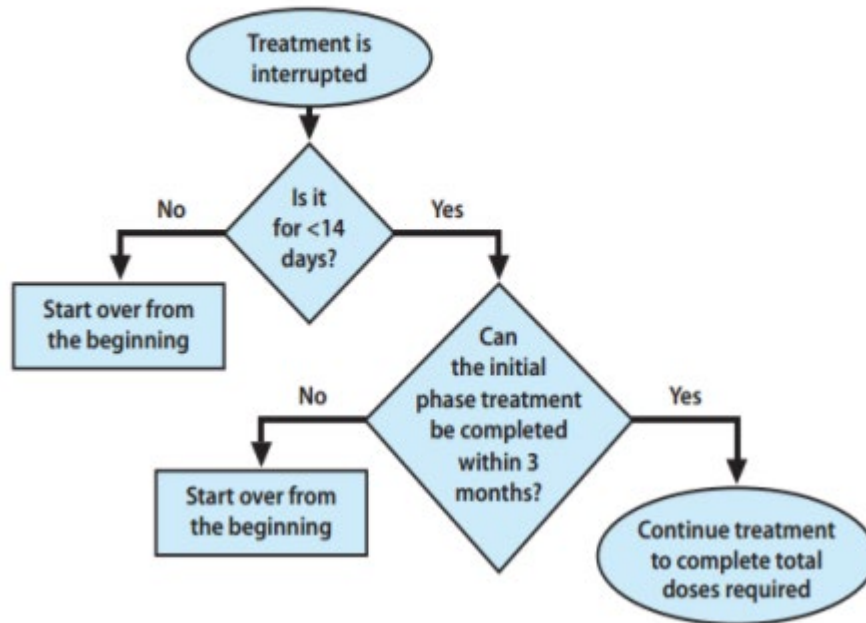 Treatment is
interrupted
Is it
for <14
days?
No
Yes
Start over from
the beginning
Can
the initial
phase treatment
be completed
within 3
months?
No
Yes
Start over from
the beginning
Continue treatment
to complete total
doses required